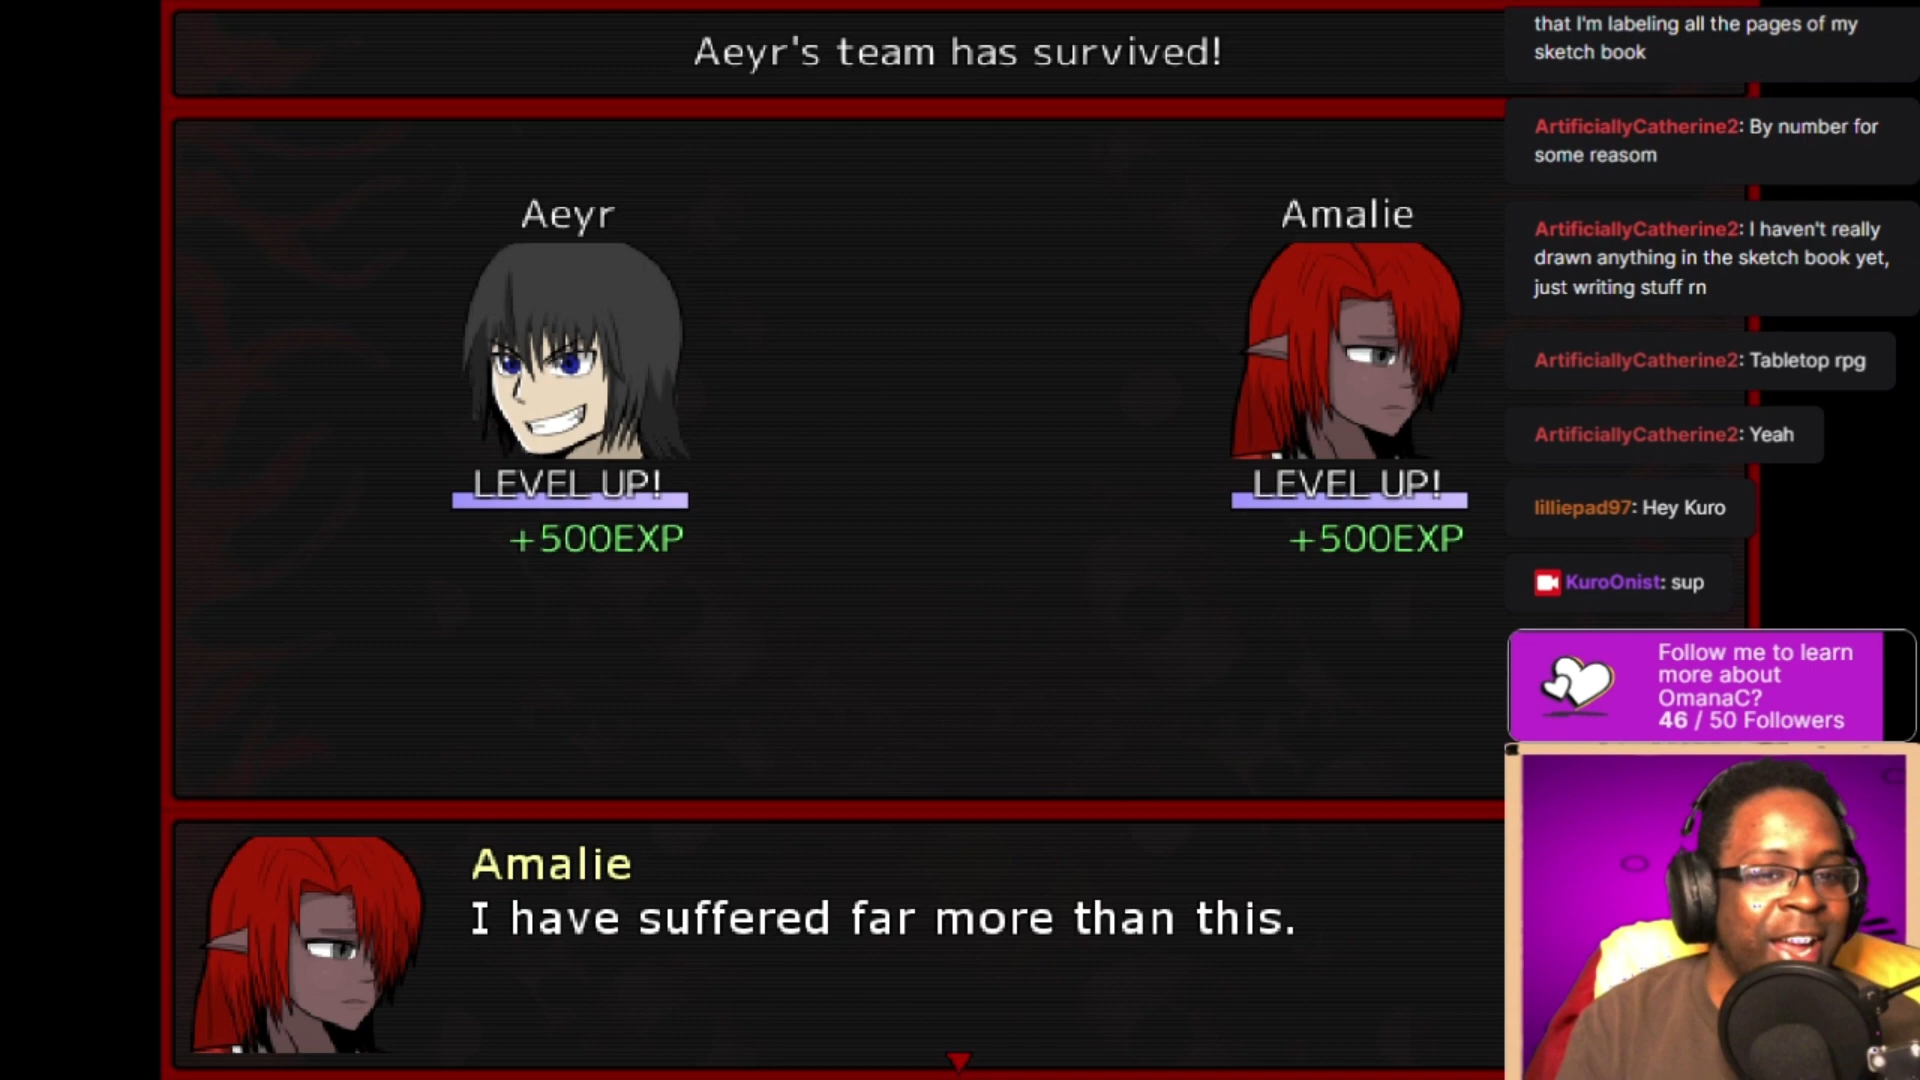 Aeyr's team has survived!
Aeyr
LEVEL UP!
+500EXP
Amalie
LEVEL UP!
+500EXP
Amalie
I have suffered far more than this.
that I'm labeling all the pages of my
sketch book
ArtificiallyCatherine2: By number for
some reasom
ArtificiallyCatherine2: I haven't really
drawn anything in the sketch book yet,
just writing stuff rn
ArtificiallyCatherine2: Tabletop rpg
ArtificiallyCatherine2: Yeah
lilliepad97: Hey Kuro
KuroOnist: sup
Follow me to learn
more about
OmanaC?
46 / 50 Followers